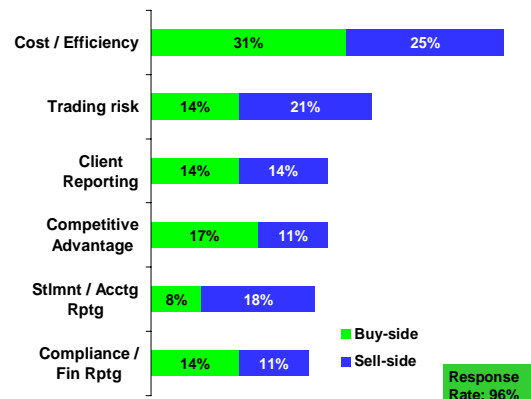 Cost / Efficiency
31%
25%
Trading risk
14%
21%
Client
Reporting
14%
14%
Competitive
Advantage
17%
11%
Stlmnt / Acctg
Rptg
8%
18%
Compliance /
Fin Rptg
14%
11%
Buy-side
Sell-side
Response
Rate: 96%